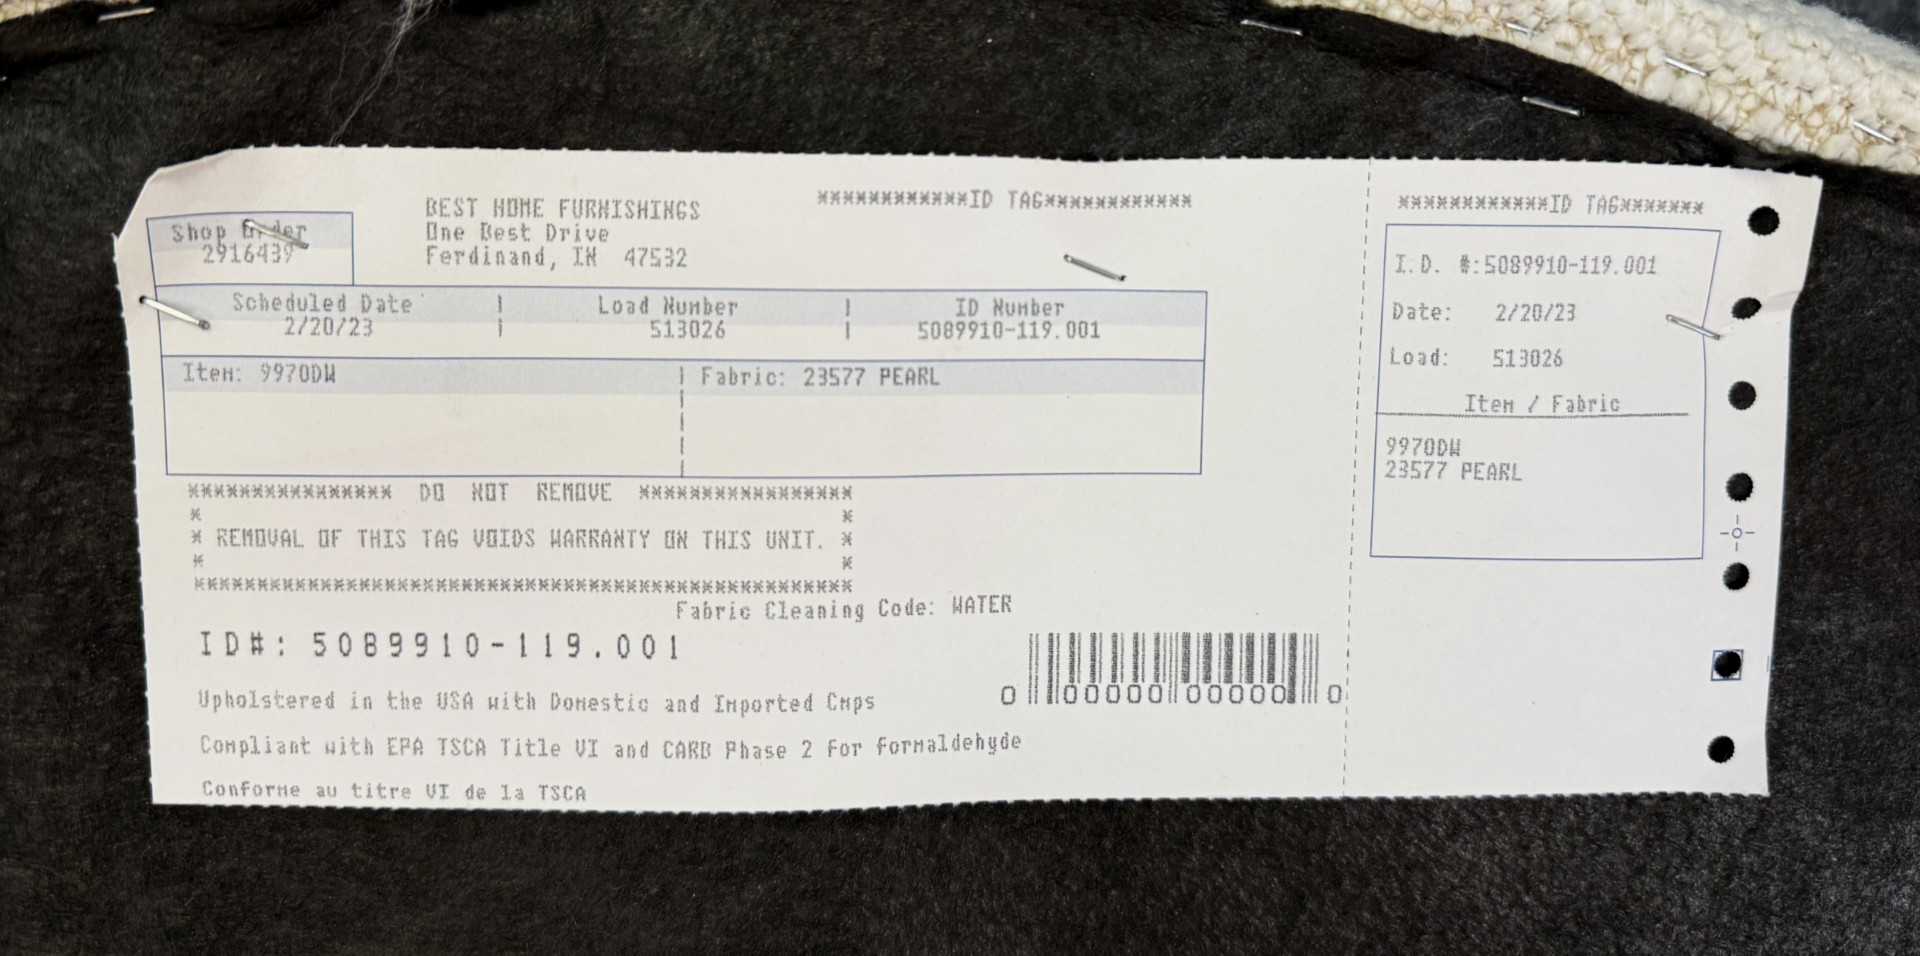 Shop Order
2916439
BEST HOME FURNISHINGS
One Best Drive
Ferdinand, IN 47532
************ID TAG************
Scheduled Date | Load Number | ID Number
2/20/23 | 513026 | 5089910-119.001
Item: 9970DW | Fabric: 23577 PEARL
**************** DO NOT REMOVE *****************
* *
* REMOVAL OF THIS TAG VOIDS WARRANTY ON THIS UNIT. *
* *
****************************************************
Fabric Cleaning Code: WATER
ID#: 5089910-119.001
0 00000 00000 0
Upholstered in the USA with Domestic and Imported Cmps
Compliant with EPA TSCA Title VI and CARB Phase 2 for formaldehyde
Conforme au titre VI de la TSCA
************ID TAG*******
I.D. #:5089910-119.001
Date: 2/20/23
Load: 513026
Item / Fabric
9970DW
23577 PEARL